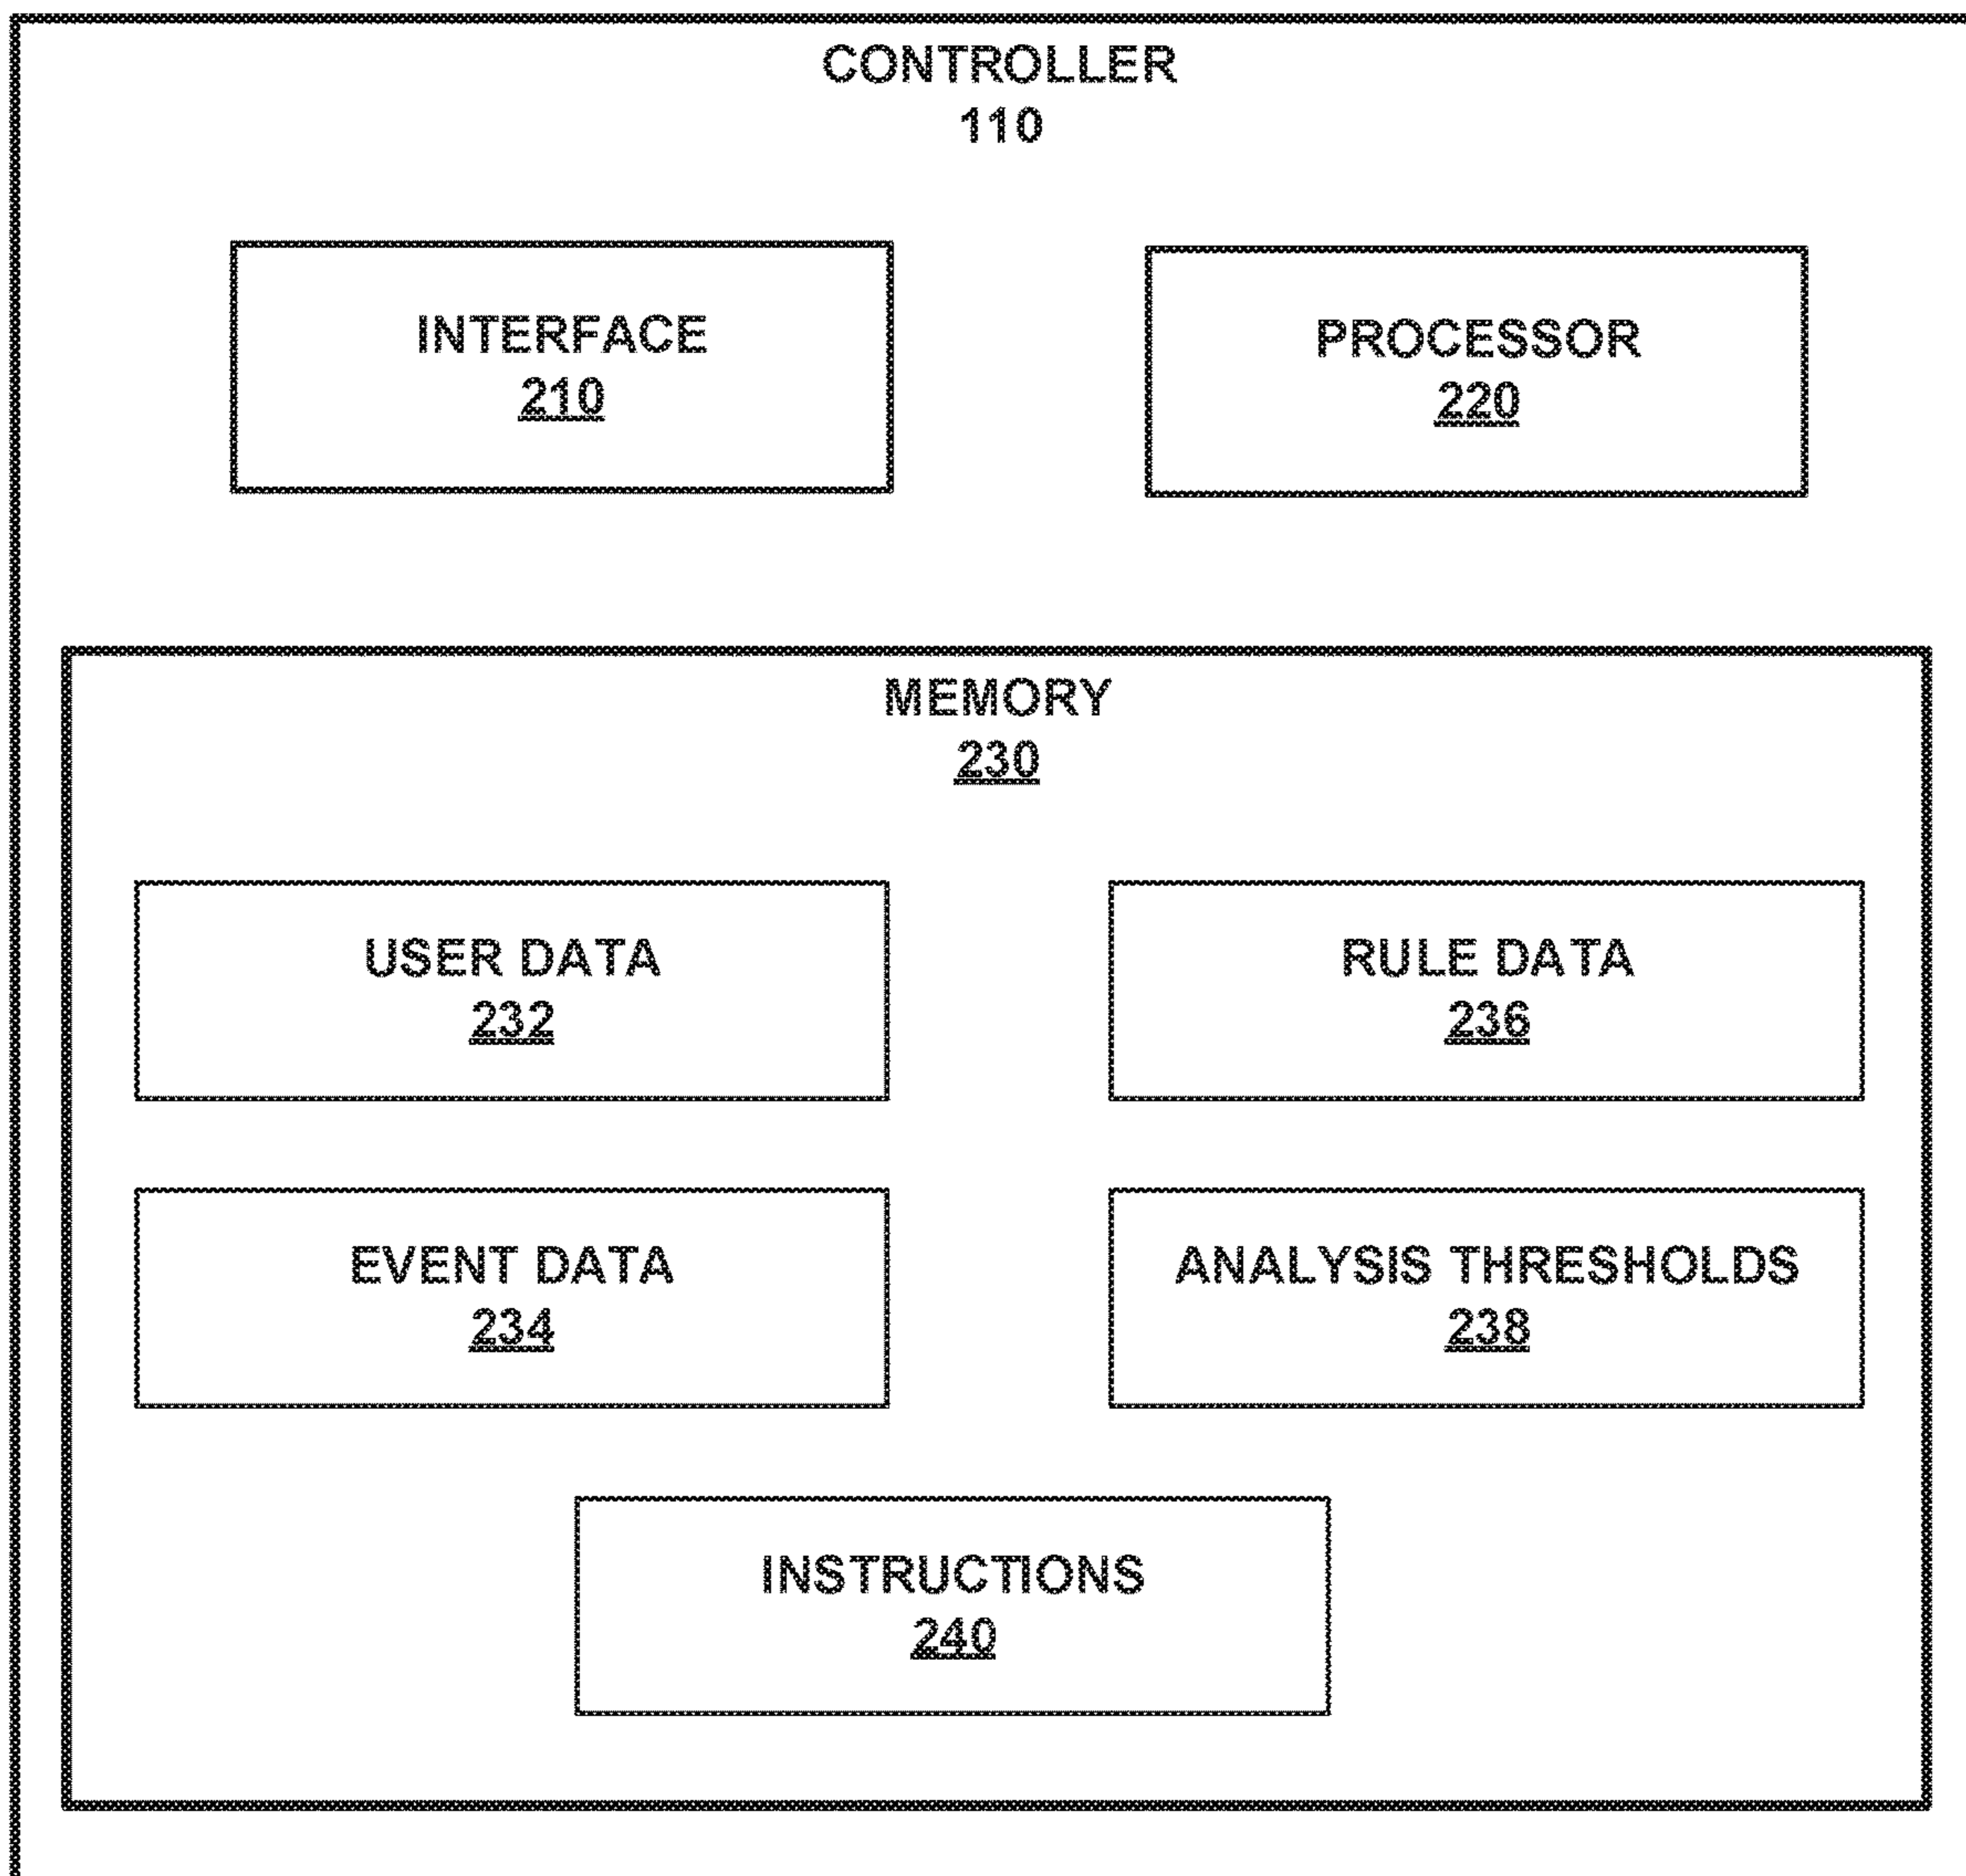 CONTROLLER
110
INTERFACE
210
PROCESSOR
220
MEMORY
230
USER DATA
232
RULE DATA
236
EVENT DATA
234
ANALYSIS THRESHOLDS
238
INSTRUCTIONS
240